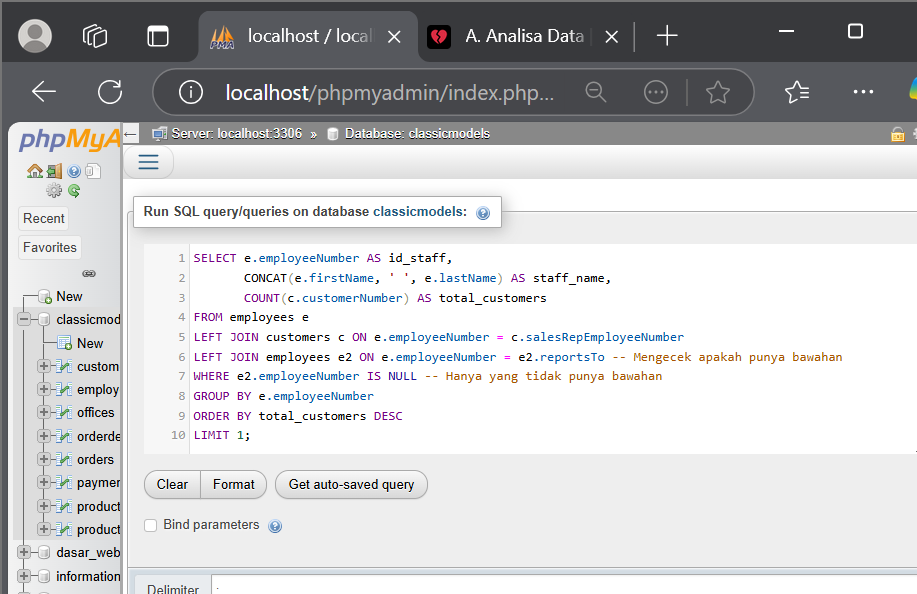 localhost / local
A. Analisa Data
localhost/phpmyadmin/index.php...
phpMyA
Server: localhost:3306 » Database: classicmodels
Recent
Favorites
New
classicmod
New
custom
employ
offices
orderde
orders
paymen
product
product
dasar_web
information
Run SQL query/queries on database classicmodels:
1 SELECT e.employeeNumber AS id_staff,
2 CONCAT(e.firstName, ' ', e.lastName) AS staff_name,
3 COUNT(c.customerNumber) AS total_customers
4 FROM employees e
5 LEFT JOIN customers c ON e.employeeNumber = c.salesRepEmployeeNumber
6 LEFT JOIN employees e2 ON e.employeeNumber = e2.reportsTo -- Mengecek apakah punya bawahan
7 WHERE e2.employeeNumber IS NULL -- Hanya yang tidak punya bawahan
8 GROUP BY e.employeeNumber
9 ORDER BY total_customers DESC
10 LIMIT 1;
Clear Format Get auto-saved query
Bind parameters
Delimiter ;